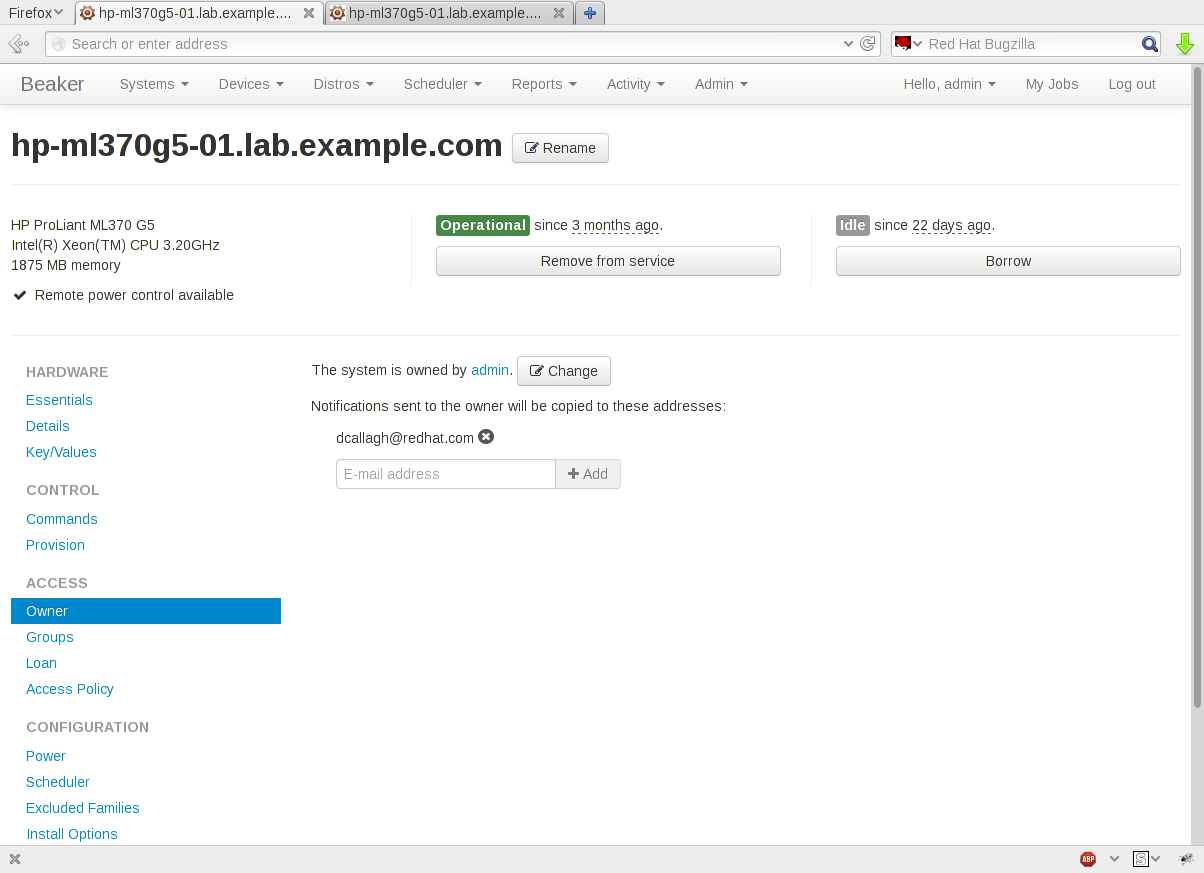 Firefox
hp-ml370g5-01.lab.example....
hp-ml370g5-01.lab.example....
Search or enter address
Red Hat Bugzilla
Beaker Systems Devices Distros Scheduler Reports Activity Admin Hello, admin My Jobs Log out
hp-ml370g5-01.lab.example.com Rename
HP ProLiant ML370 G5
Intel(R) Xeon(TM) CPU 3.20GHz
1875 MB memory
Remote power control available
Operational since 3 months ago.
Remove from service
Idle since 22 days ago.
Borrow
HARDWARE
Essentials
Details
Key/Values
CONTROL
Commands
Provision
ACCESS
Owner
Groups
Loan
Access Policy
CONFIGURATION
Power
Scheduler
Excluded Families
Install Options
The system is owned by admin. Change
Notifications sent to the owner will be copied to these addresses:
dcallagh@redhat.com
E-mail address Add
ABP
S